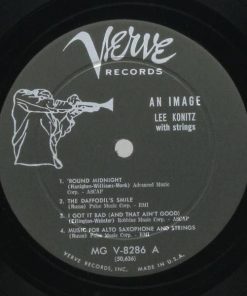 Verve
RECORDS
AN IMAGE
LEE KONITZ
with strings
1. 'ROUND MIDNIGHT
(Hanighen-Williams-Monk) Advanced Music
Corp. - ASCAP
2. THE DAFFODIL'S SMILE
(Russo) Pulse Music Corp. - BMI
3. I GOT IT BAD (AND THAT AIN'T GOOD)
(Ellington-Webster) Robbins Music Corp. - ASCAP
4. MUSIC FOR ALTO SAXOPHONE AND STRINGS
(Russo) Pulse Music Corp. - BMI
MG V-8286 A
(50,636)
VERVE RECORDS, INC. MADE IN U.S.A.